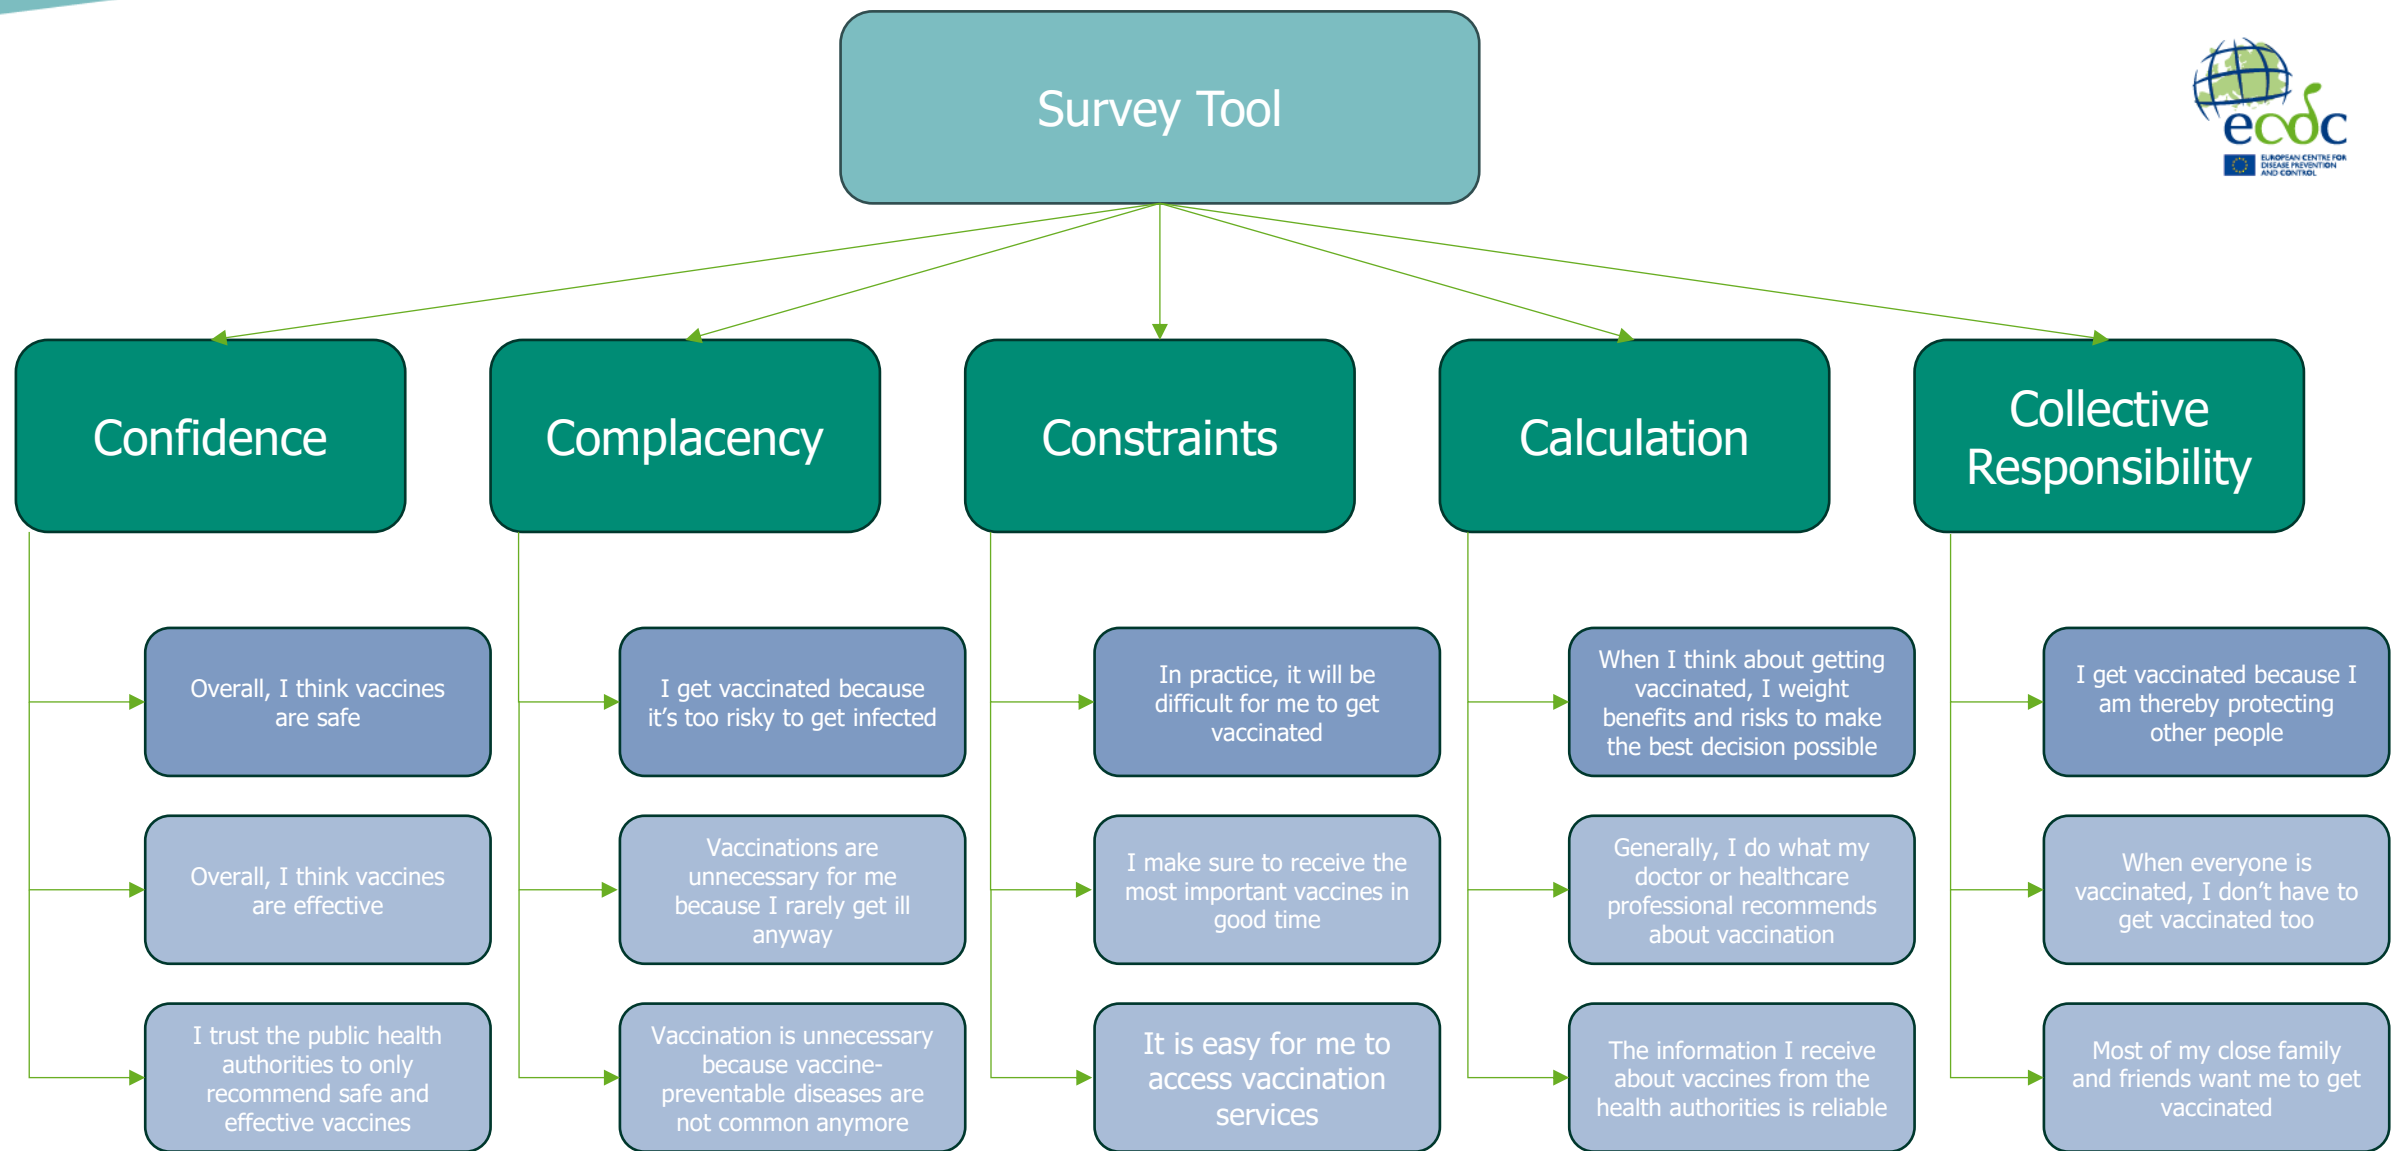 Survey Tool
ecdc
EUROPEAN CENTRE FOR
DISEASE PREVENTION
AND CONTROL
Confidence
Complacency
Constraints
Calculation
Collective
Responsibility
Overall, I think vaccines
are safe
Overall, I think vaccines
are effective
I trust the public health
authorities to only
recommend safe and
effective vaccines
I get vaccinated because
it’s too risky to get infected
Vaccinations are
unnecessary for me
because I rarely get ill
anyway
Vaccination is unnecessary
because vaccine-
preventable diseases are
not common anymore
In practice, it will be
difficult for me to get
vaccinated
I make sure to receive the
most important vaccines in
good time
It is easy for me to
access vaccination
services
When I think about getting
vaccinated, I weight
benefits and risks to make
the best decision possible
Generally, I do what my
doctor or healthcare
professional recommends
about vaccination
The information I receive
about vaccines from the
health authorities is reliable
I get vaccinated because I
am thereby protecting
other people
When everyone is
vaccinated, I don’t have to
get vaccinated too
Most of my close family
and friends want me to get
vaccinated